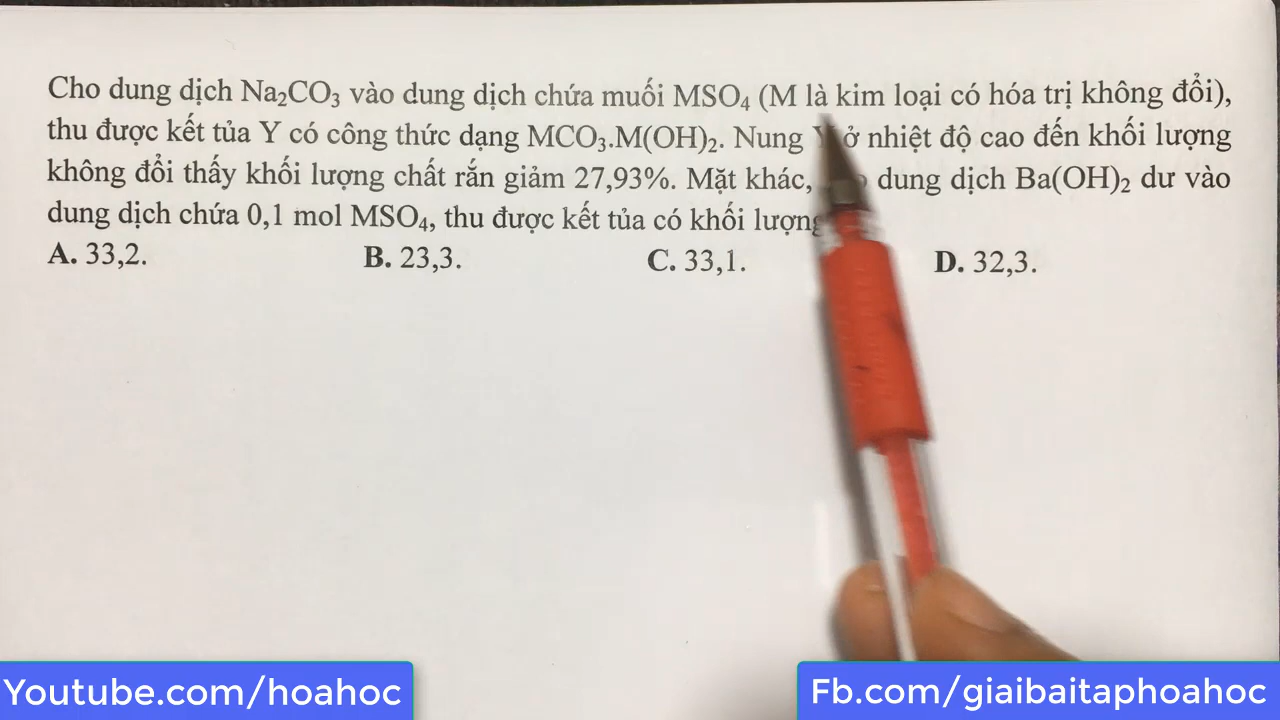 Cho dung dịch Na₂CO₃ vào dung dịch chứa muối MSO₄ (M là kim loại có hóa trị không đổi),
thu được kết tủa Y có công thức dạng MCO₃.M(OH)₂. Nung Y ở nhiệt độ cao đến khối lượng
không đổi thấy khối lượng chất rắn giảm 27,93%. Mặt khác, dung dịch Ba(OH)₂ dư vào
dung dịch chứa 0,1 mol MSO₄, thu được kết tủa có khối lượng
A. 33,2. B. 23,3. C. 33,1. D. 32,3.
Youtube.com/hoahoc
Fb.com/giaibaitaphoahoc